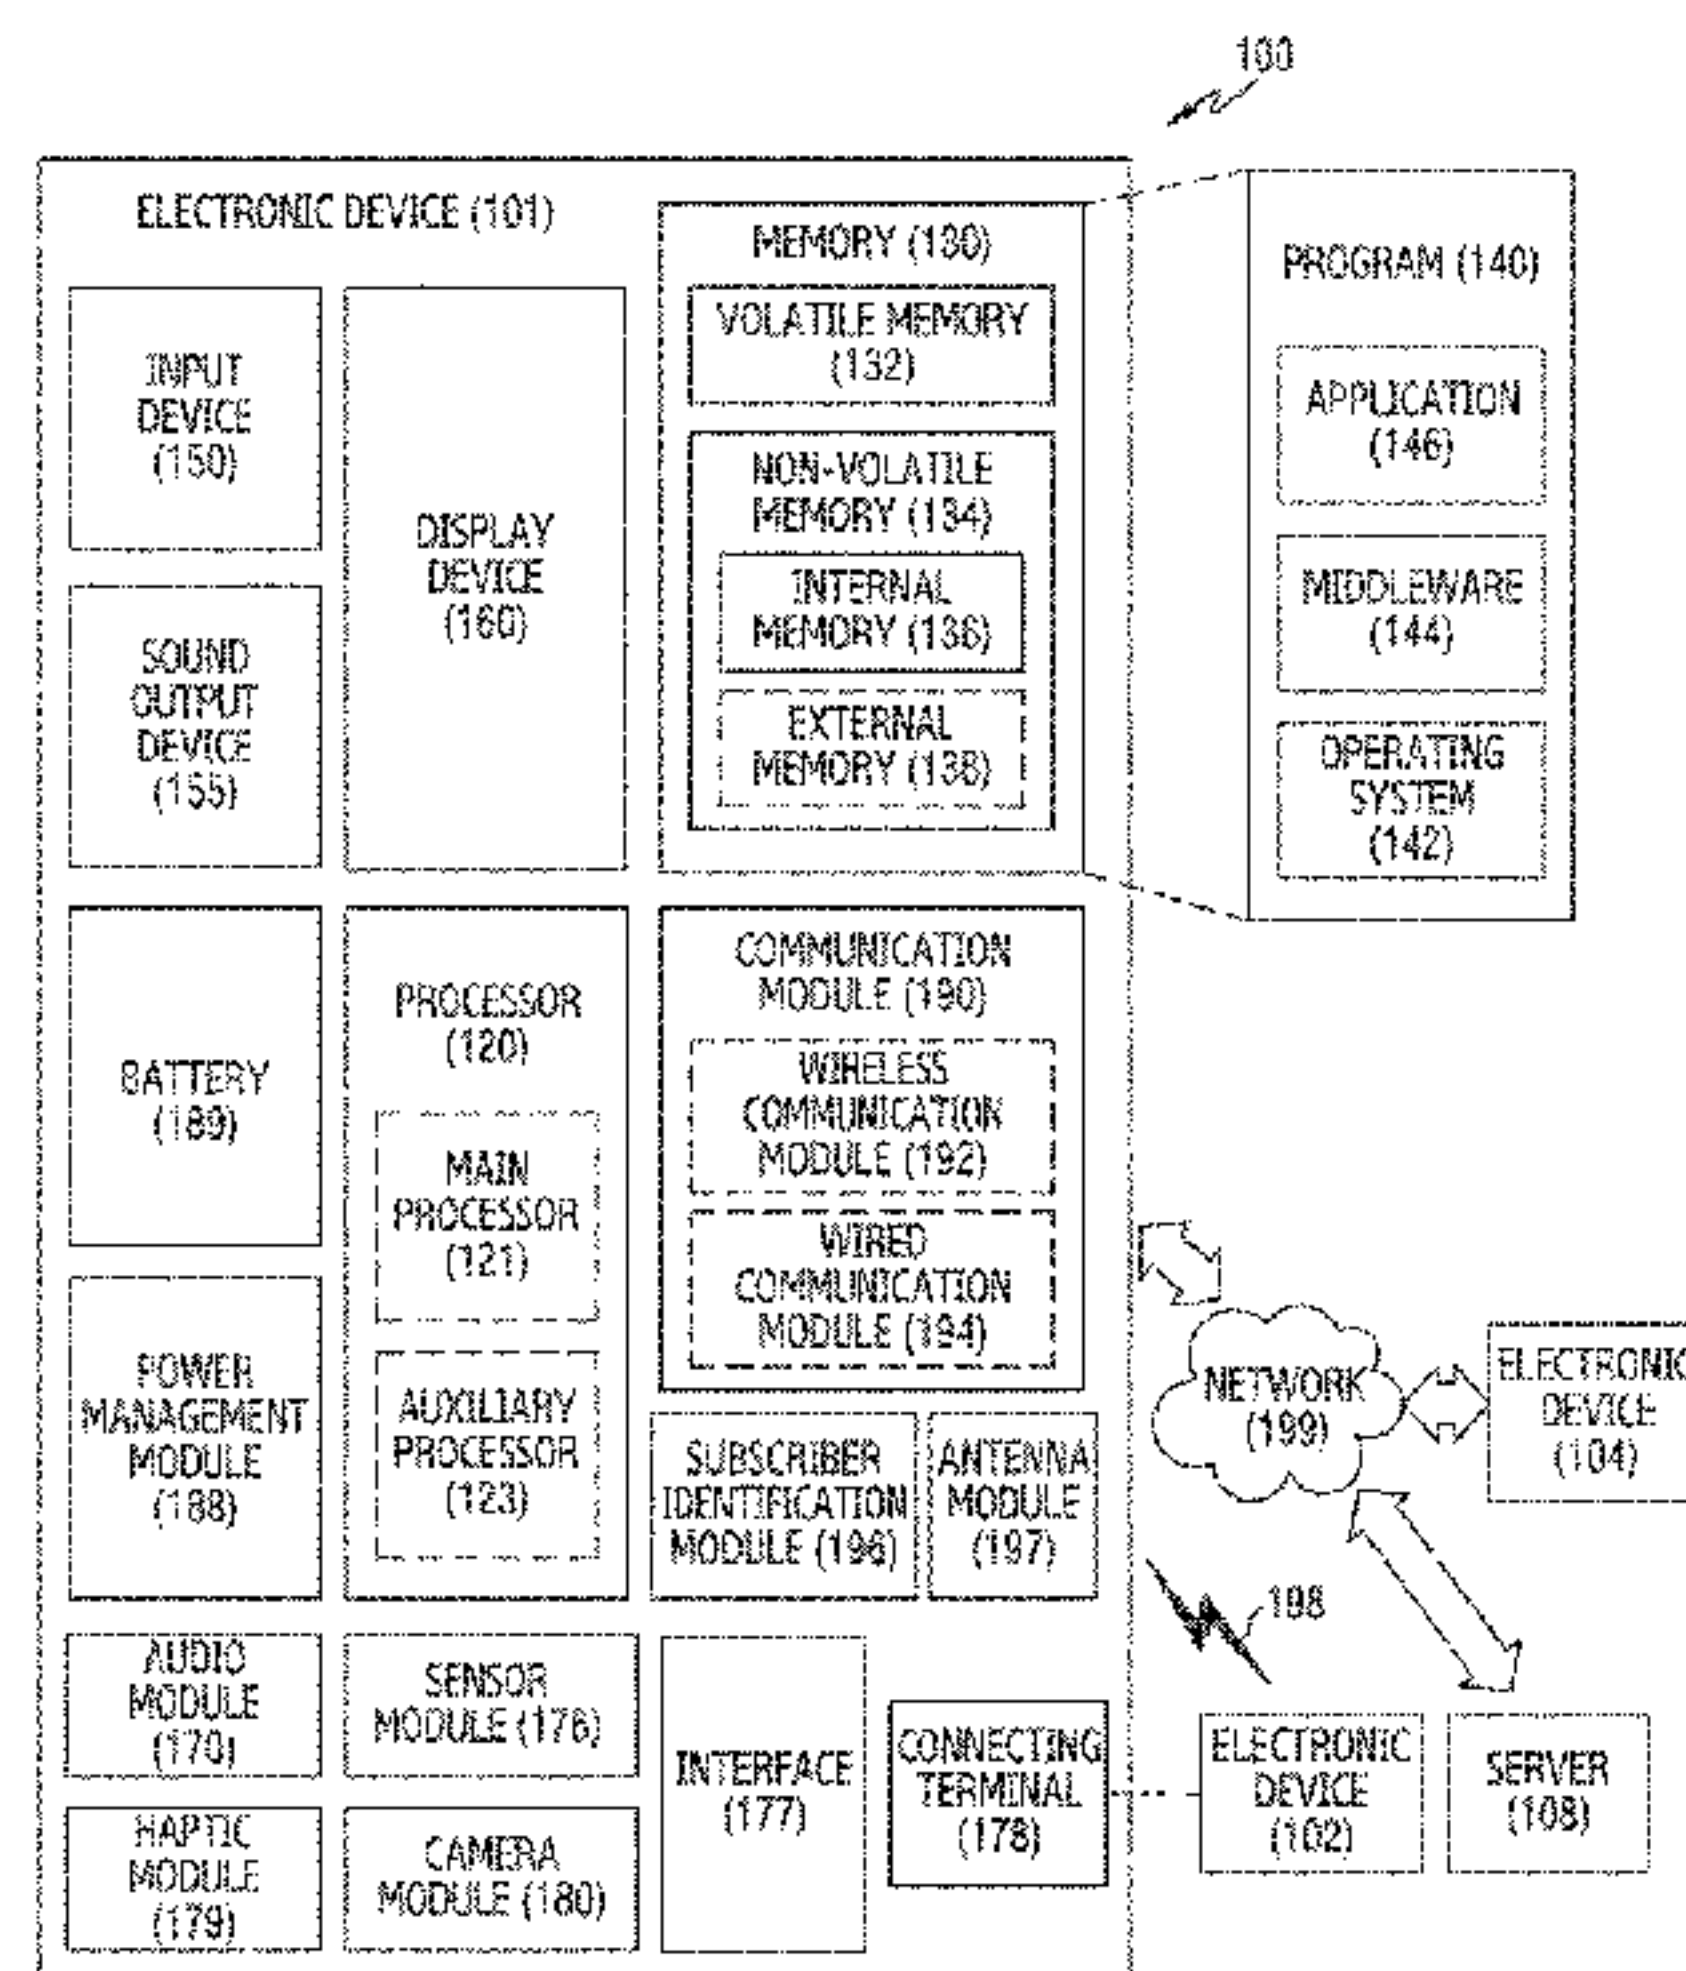 100
ELECTRONIC DEVICE (101)
MEMORY (130)
VOLATILE MEMORY
(132)
NON-VOLATILE
MEMORY (134)
INTERNAL
MEMORY (136)
EXTERNAL
MEMORY (138)
PROGRAM (140)
APPLICATION
(146)
MIDDLEWARE
(144)
OPERATING
SYSTEM
(142)
INPUT
DEVICE
(150)
DISPLAY
DEVICE
(160)
SOUND
OUTPUT
DEVICE
(155)
BATTERY
(189)
PROCESSOR
(120)
MAIN
PROCESSOR
(121)
AUXILIARY
PROCESSOR
(123)
COMMUNICATION
MODULE (190)
WIRELESS
COMMUNICATION
MODULE (192)
WIRED
COMMUNICATION
MODULE (194)
POWER
MANAGEMENT
MODULE
(188)
SUBSCRIBER
IDENTIFICATION
MODULE (196)
ANTENNA
MODULE
(197)
NETWORK
(199)
ELECTRONIC
DEVICE
(104)
198
AUDIO
MODULE
(170)
SENSOR
MODULE (176)
INTERFACE
(177)
CONNECTING
TERMINAL
(178)
ELECTRONIC
DEVICE
(102)
SERVER
(108)
HAPTIC
MODULE
(179)
CAMERA
MODULE (180)